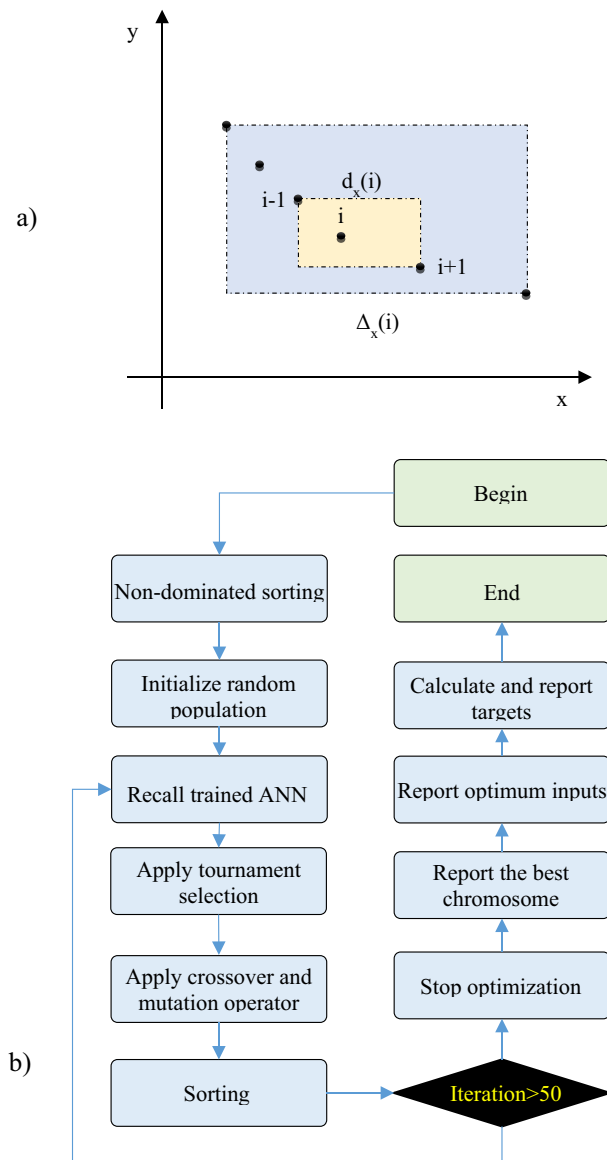 y
a)
d_x(i)
i-1
i
i+1
Δ_x(i)
x
Begin
Non-dominated sorting
End
Initialize random
population
Calculate and report
targets
Recall trained ANN
Report optimum inputs
Apply tournament
selection
Report the best
chromosome
Apply crossover and
mutation operator
Stop optimization
b)
Sorting
Iteration>50